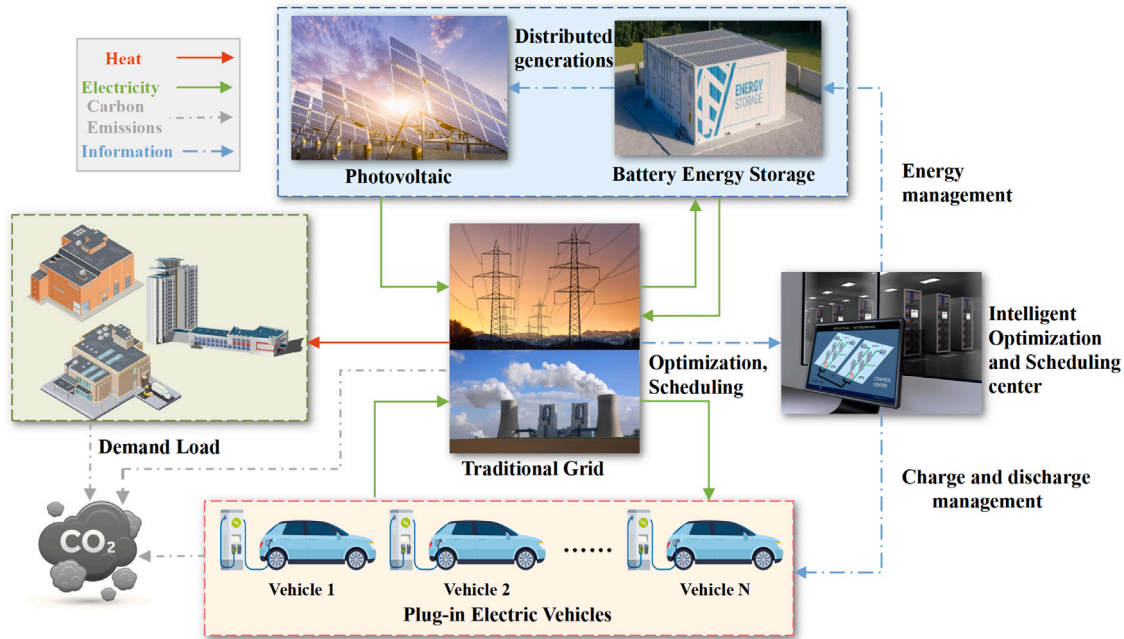 Heat
Electricity
Carbon
Emissions
Information
Distributed
generations
ENERGY
STORAGE
Photovoltaic
Battery Energy Storage
Energy
management
Intelligent
Optimization
and Scheduling
center
Optimization,
Scheduling
CONTROL
CENTER
Demand Load
Traditional Grid
Charge and discharge
management
CO₂
Vehicle 1
Vehicle 2
......
Vehicle N
Plug-in Electric Vehicles